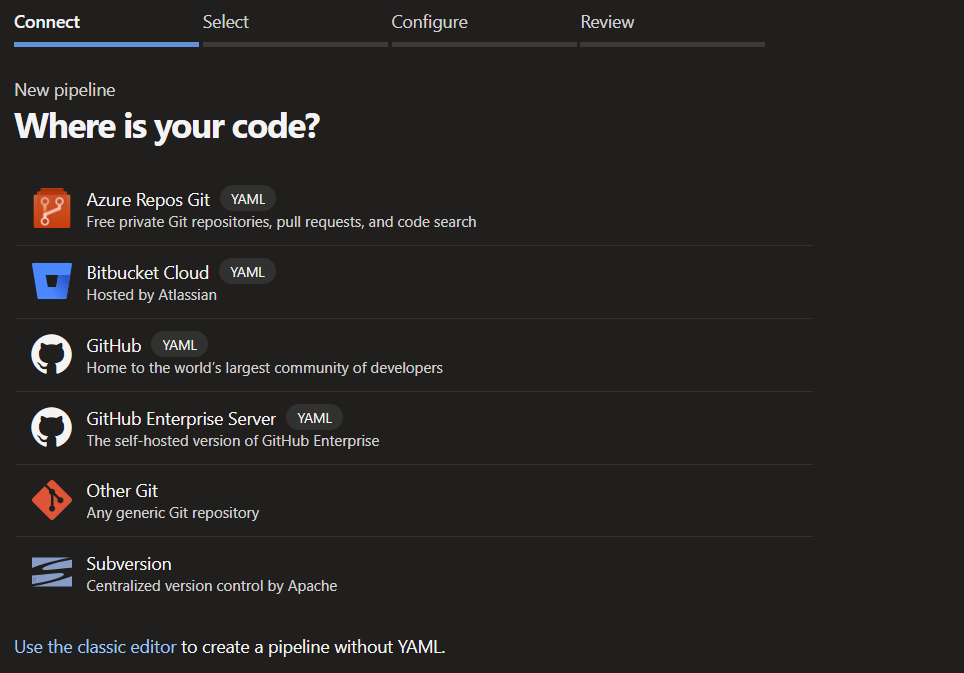 Connect Select Configure Review
New pipeline
Where is your code?
Azure Repos Git YAML
Free private Git repositories, pull requests, and code search
Bitbucket Cloud YAML
Hosted by Atlassian
GitHub YAML
Home to the world’s largest community of developers
GitHub Enterprise Server YAML
The self-hosted version of GitHub Enterprise
Other Git
Any generic Git repository
Subversion
Centralized version control by Apache
Use the classic editor to create a pipeline without YAML.